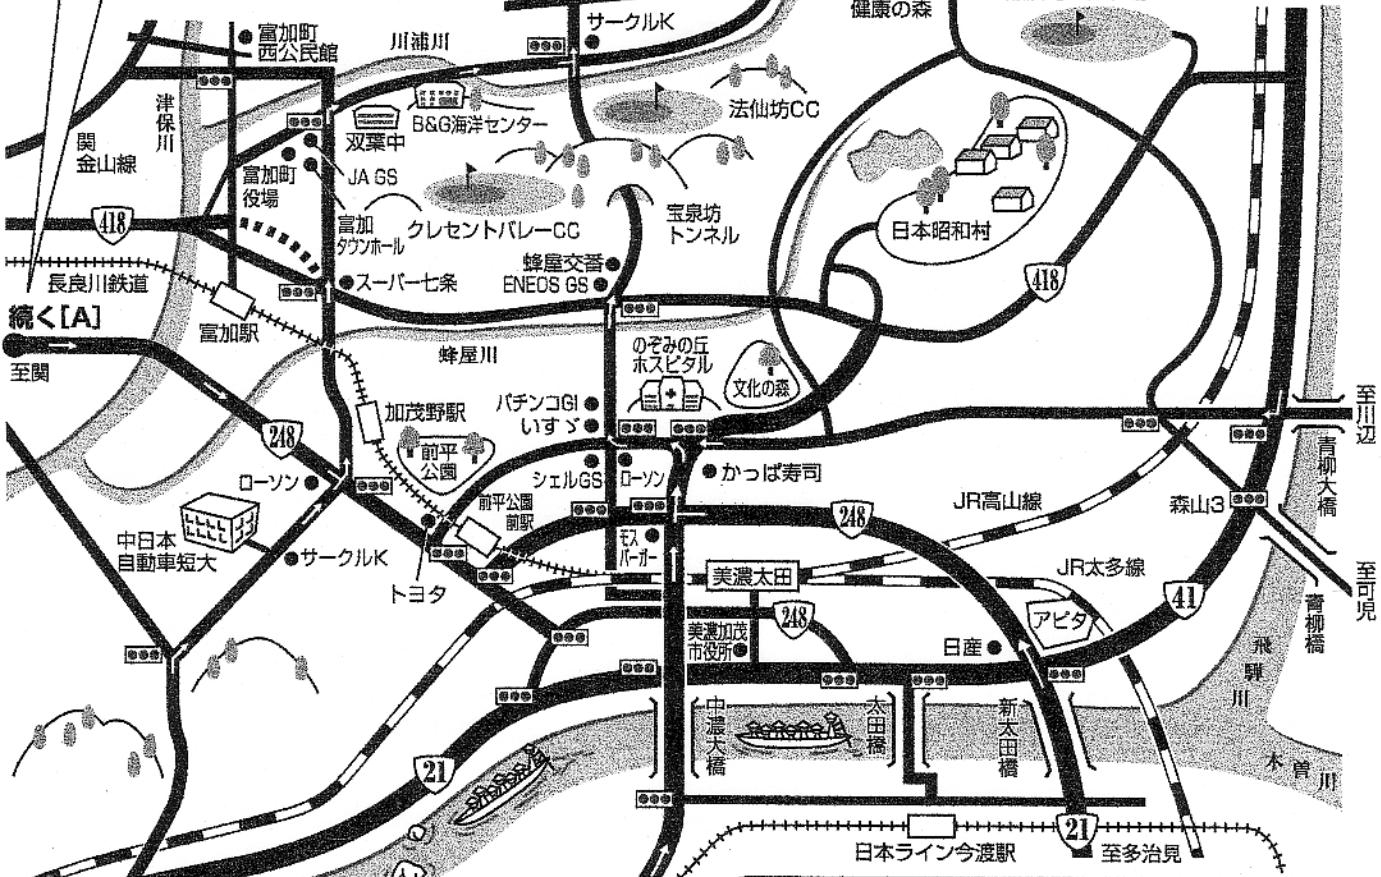 富加町
西公民館
川浦川
サークルK
健康の森
津
保
川
関
金山線
双葉中
B&G海洋センター
法仙坊CC
富加町
役場
JA GS
418
富加
タウンホール
クレセントバレーCC
宝泉坊
トンネル
日本昭和村
長良川鉄道
スーパー七条
蜂屋交番
ENEOS GS
418
続く[A]
至関
富加駅
蜂屋川
のぞみの丘
ホスピタル
文化の森
パチンコGI
いすゞ
加茂野駅
至川辺
248
前平
公園
青柳大橋
ローソン
シェルGS
ローソン
かっぱ寿司
前平公園
前駅
248
JR高山線
森山3
中日本
自動車短大
サークルK
モス
バーガー
トヨタ
美濃太田
JR太多線
至可児
41
アピタ
248
青柳橋
美濃加茂
市役所
日産
飛
騨
川
中濃大橋
太田橋
新太田橋
21
木
曽
川
21
日本ライン今渡駅
至多治見